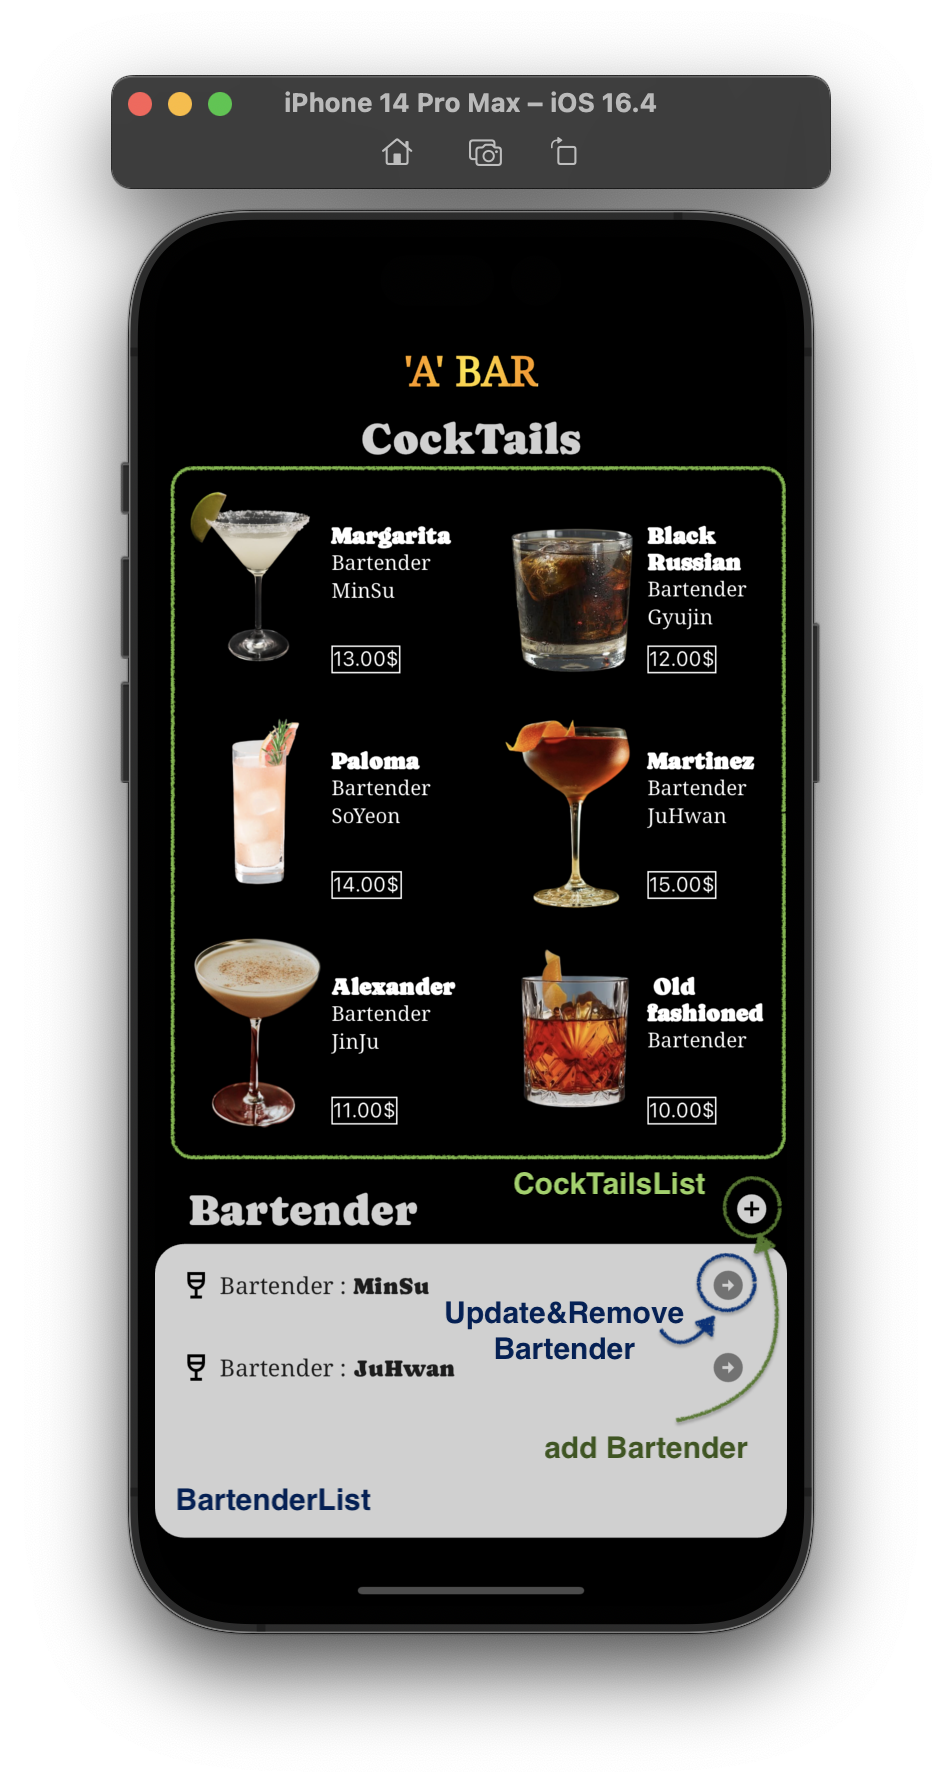 iPhone 14 Pro Max – iOS 16.4
'A' BAR
CockTails
Margarita
Bartender
MinSu
13.00$
Black
Russian
Bartender
Gyujin
12.00$
Paloma
Bartender
SoYeon
14.00$
Martinez
Bartender
JuHwan
15.00$
Alexander
Bartender
JinJu
11.00$
Old
fashioned
Bartender
10.00$
CockTailsList
Bartender
Bartender : MinSu
Update&Remove
Bartender
Bartender : JuHwan
add Bartender
BartenderList